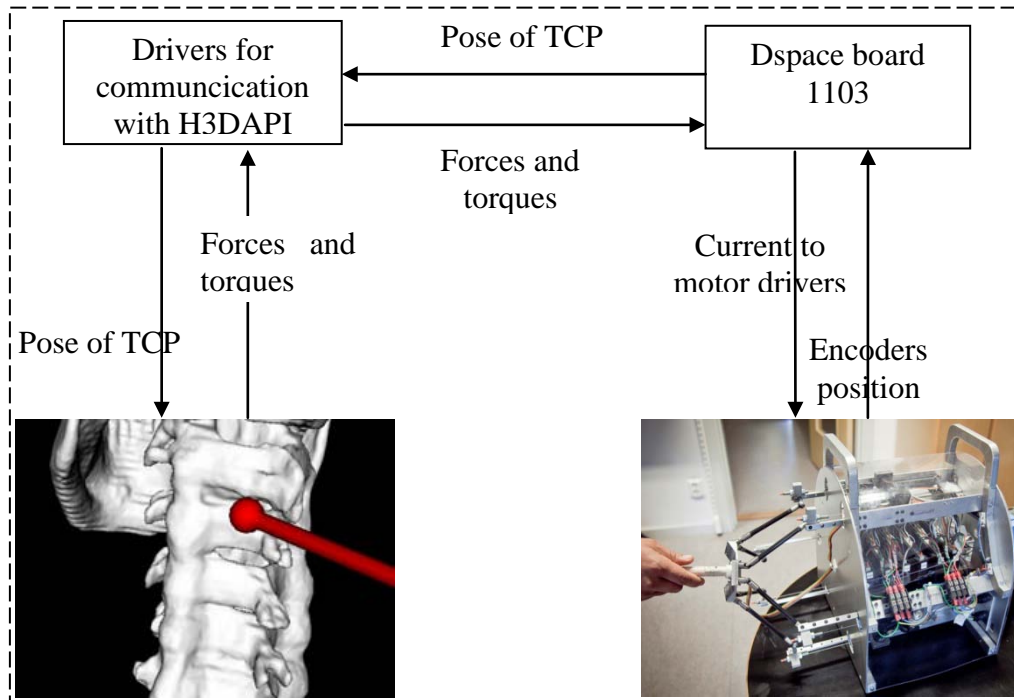 Drivers for
communcication
with H3DAPI
Pose of TCP
Dspace board
1103
Forces and
torques
Forces and
torques
Current to
motor drivers
Pose of TCP
Encoders
position